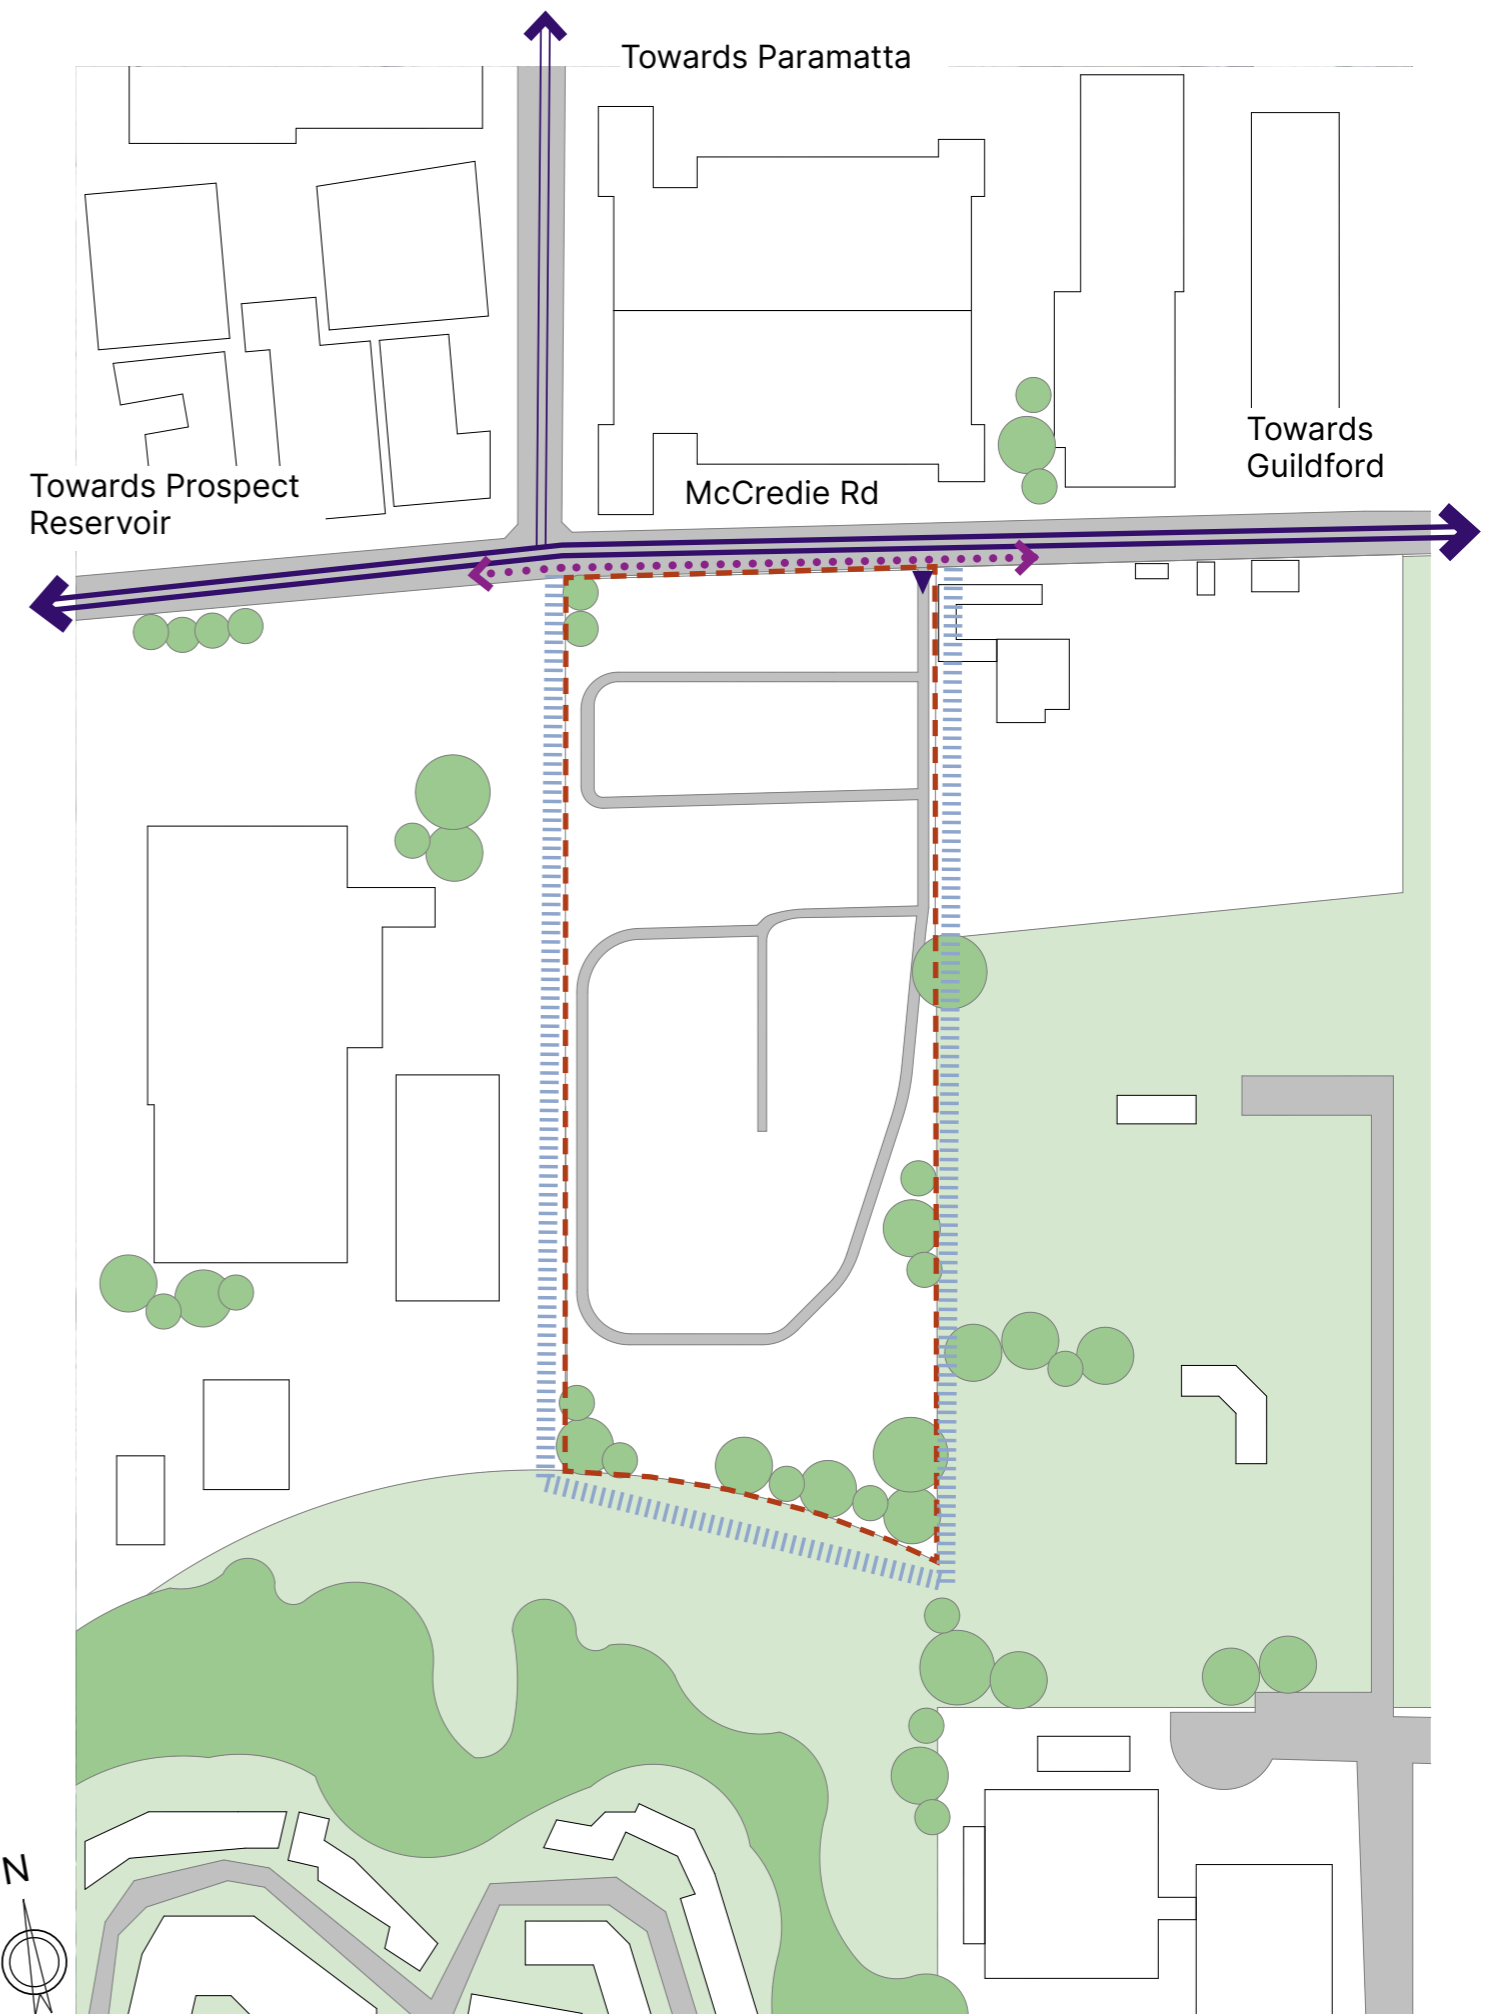 Towards Paramatta
Towards
Guildford
Towards Prospect
Reservoir
McCredie Rd
N